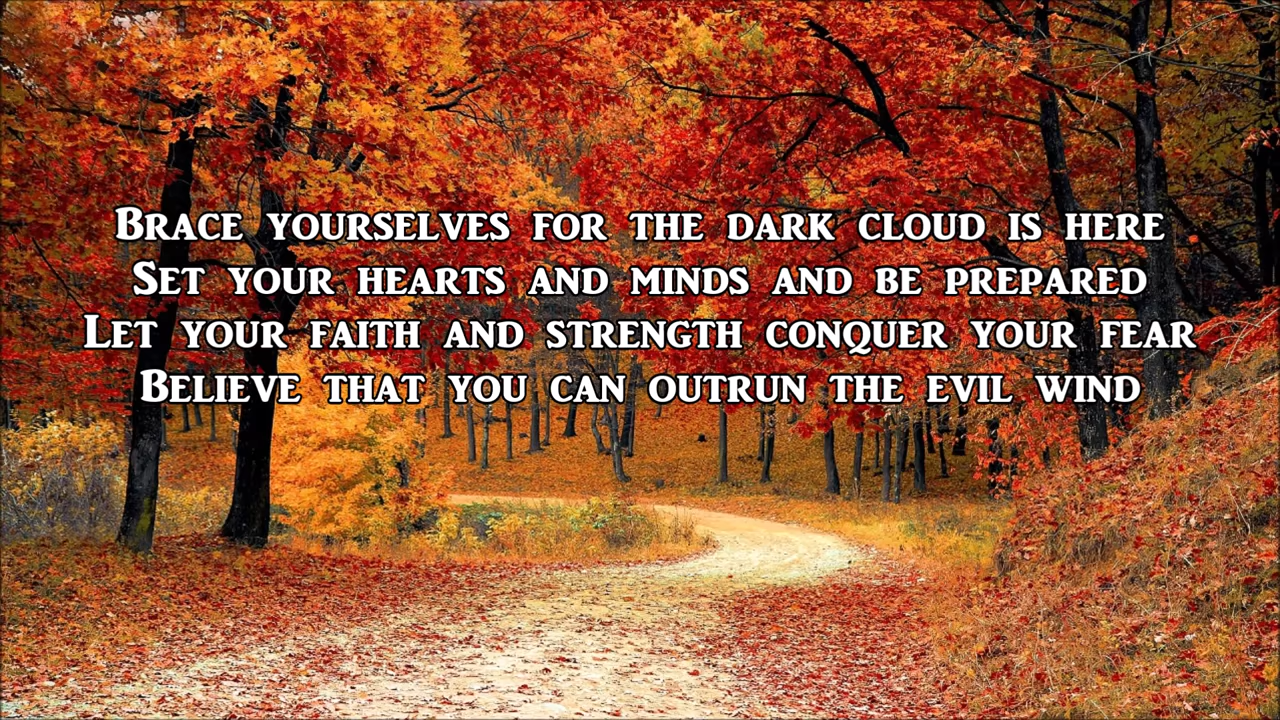 Brace yourselves for the dark cloud is here
Set your hearts and minds and be prepared
Let your faith and strength conquer your fear
Believe that you can outrun the evil wind